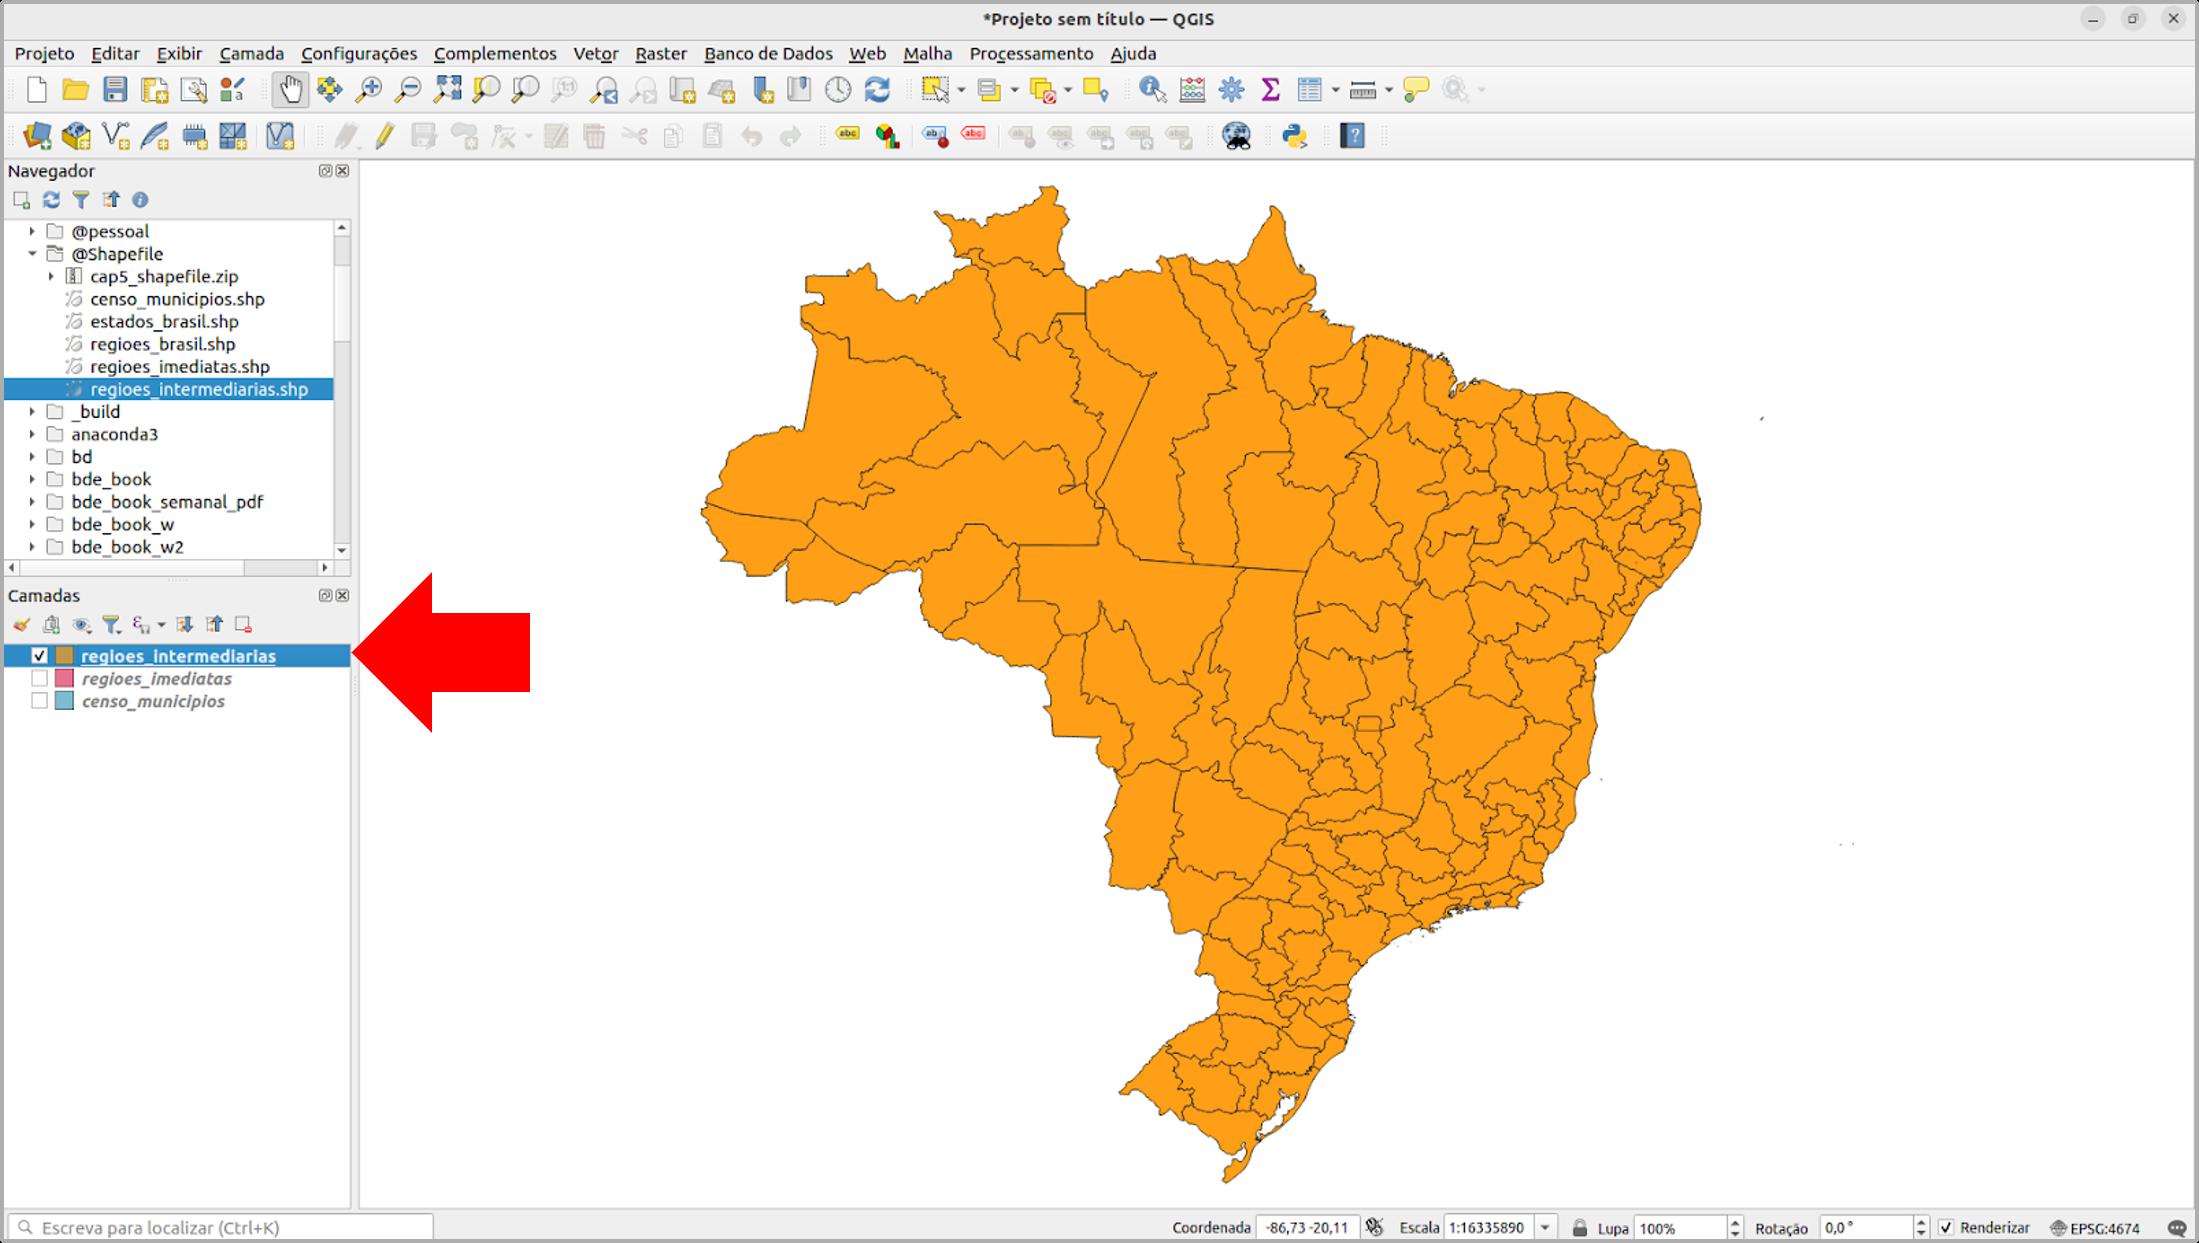 *Projeto sem título — QGIS
Projeto Editar Exibir Camada Configurações Complementos Vetor Raster Banco de Dados Web Malha Processamento Ajuda
Navegador
@pessoal
@Shapefile
cap5_shapefile.zip
censo_municipios.shp
estados_brasil.shp
regioes_brasil.shp
regioes_imediatas.shp
regioes_intermediarias.shp
_build
anaconda3
bd
bde_book
bde_book_semanal_pdf
bde_book_w
bde_book_w2
Camadas
regioes_intermediarias
regioes_imediatas
censo_municipios
Escreva para localizar (Ctrl+K)
Coordenada -86,73 -20,11 Escala 1:16335890 Lupa 100% Rotação 0,0 ° Renderizar EPSG:4674